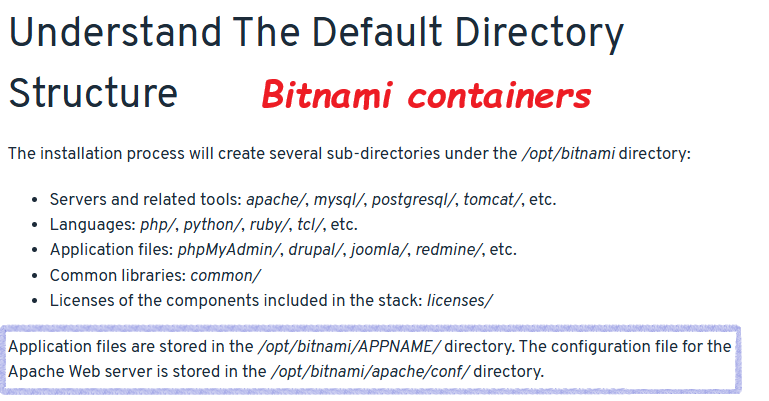 Understand The Default Directory
Structure Bitnami containers
The installation process will create several sub-directories under the /opt/bitnami directory:
• Servers and related tools: apache/, mysql/, postgresql/, tomcat/, etc.
• Languages: php/, python/, ruby/, tcl/, etc.
• Application files: phpMyAdmin/, drupal/, joomla/, redmine/, etc.
• Common libraries: common/
• Licenses of the components included in the stack: licenses/
Application files are stored in the /opt/bitnami/APPNAME/ directory. The configuration file for the
Apache Web server is stored in the /opt/bitnami/apache/conf/ directory.